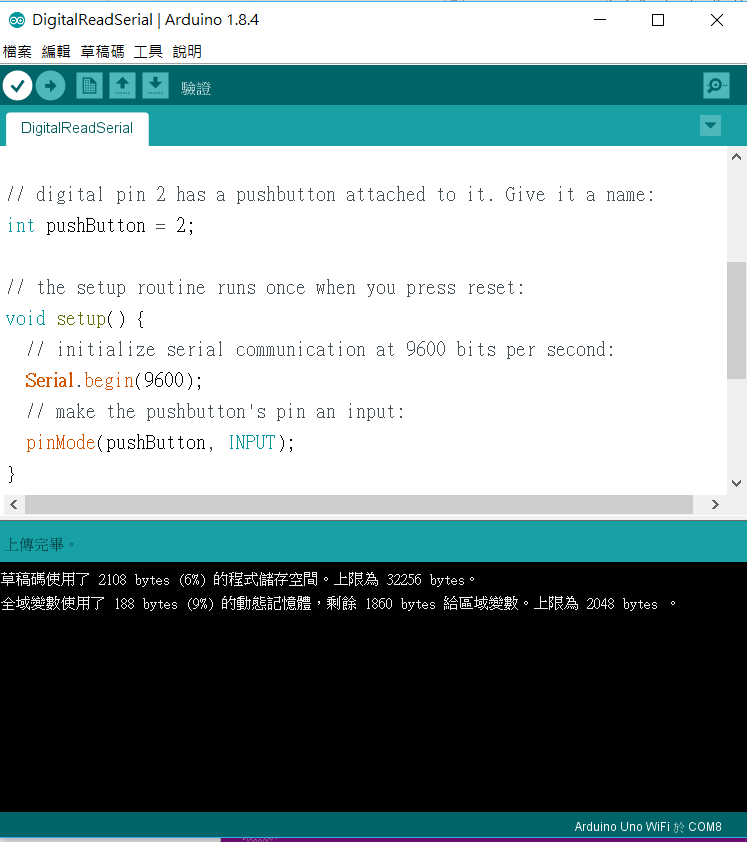 DigitalReadSerial | Arduino 1.8.4
檔案 編輯 草稿碼 工具 說明
驗證
DigitalReadSerial
// digital pin 2 has a pushbutton attached to it. Give it a name:
int pushButton = 2;
// the setup routine runs once when you press reset:
void setup() {
  // initialize serial communication at 9600 bits per second:
  Serial.begin(9600);
  // make the pushbutton's pin an input:
  pinMode(pushButton, INPUT);
}
上傳完畢。
草稿碼使用了 2108 bytes (6%) 的程式儲存空間。上限為 32256 bytes。
全域變數使用了 188 bytes (9%) 的動態記憶體，剩餘 1860 bytes 給區域變數。上限為 2048 bytes 。
Arduino Uno WiFi 於 COM8